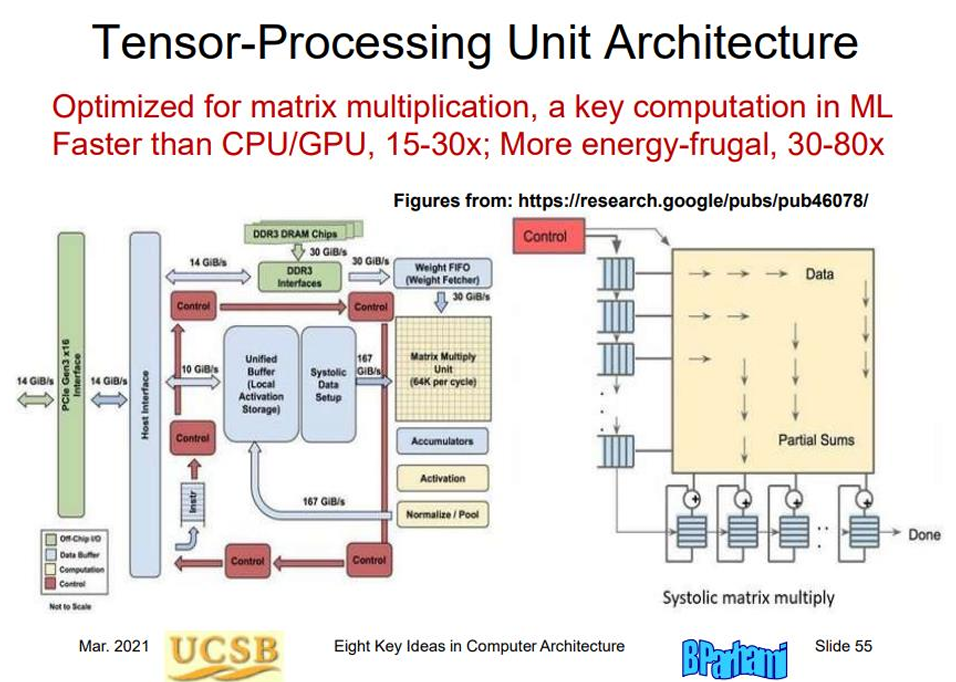 Tensor-Processing Unit Architecture
Optimized for matrix multiplication, a key computation in ML
Faster than CPU/GPU, 15-30x; More energy-frugal, 30-80x
Figures from: https://research.google/pubs/pub46078/
DDR3 DRAM Chips
30 GiB/s
14 GiB/s
DDR3
Interfaces
30 GiB/s
Weight FIFO
(Weight Fetcher)
30 GiB/s
Control
Control
14 GiB/s
PCIe Gen3 x16
Interface
14 GiB/s
Host Interface
10 GiB/s
Unified
Buffer
(Local
Activation
Storage)
Systolic
Data
Setup
167
GiB/s
Matrix Multiply
Unit
(64K per cycle)
Accumulators
Activation
Normalize / Pool
167 GiB/s
Control
Instr
Control
Control
Off-Chip I/O
Data Buffer
Computation
Control
Not to Scale
Control
Data
Partial Sums
+
+
+
+
Done
Systolic matrix multiply
Mar. 2021
UCSB
Eight Key Ideas in Computer Architecture
BParhami
Slide 55